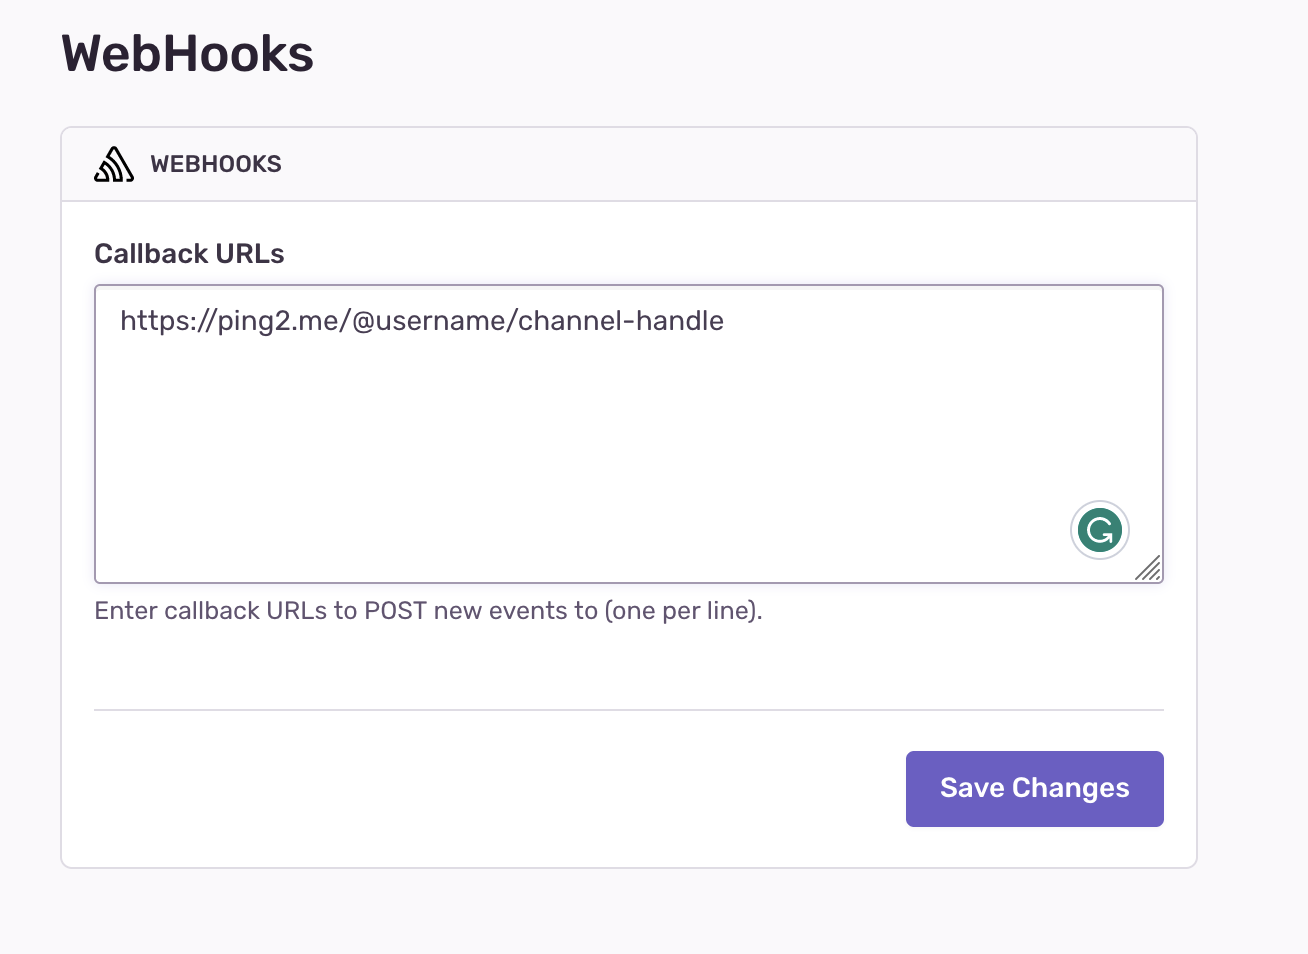 WebHooks
WEBHOOKS
Callback URLs
https://ping2.me/@username/channel-handle
Enter callback URLs to POST new events to (one per line).
Save Changes